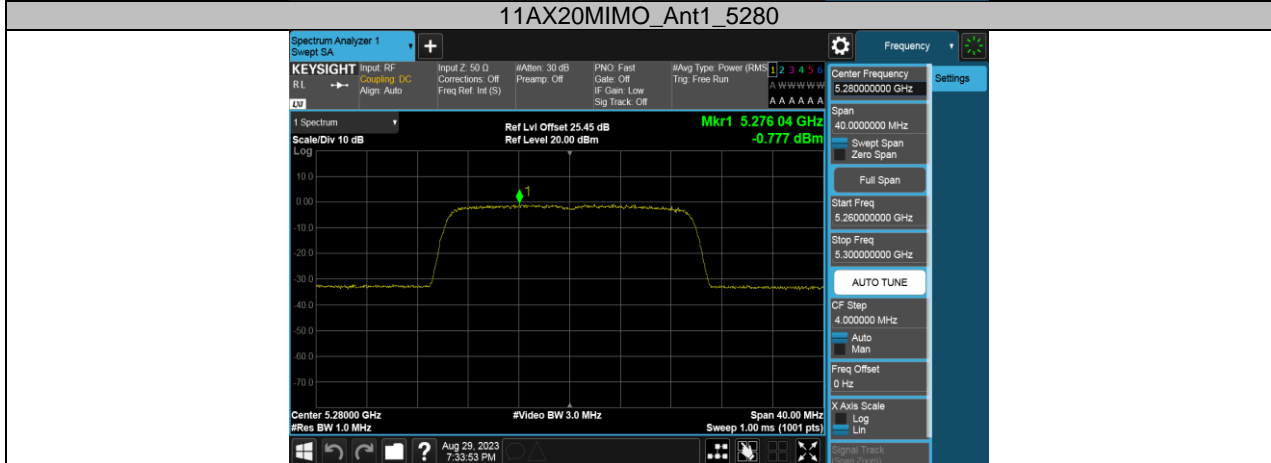 11AX20MIMO_Ant1_5280
Spectrum Analyzer 1
Swept SA
+
Frequency
KEYSIGHT
RL
LXI
Input: RF
Coupling: DC
Align: Auto
Input Z: 50 Ω
Corrections: Off
Freq Ref: Int (S)
#Atten: 30 dB
Preamp: Off
PNO: Fast
Gate: Off
IF Gain: Low
Sig Track: Off
#Avg Type: Power (RMS
Trig: Free Run
1 2 3 4 5 6
A W W W W W
A A A A A A
Center Frequency
5.280000000 GHz
Settings
Span
40.0000000 MHz
Swept Span
Zero Span
Full Span
Start Freq
5.260000000 GHz
Stop Freq
5.300000000 GHz
AUTO TUNE
CF Step
4.000000 MHz
Auto
Man
Freq Offset
0 Hz
X Axis Scale
Log
Lin
Signal Track
(Span Zoom)
1 Spectrum
Scale/Div 10 dB
Log
Ref Lvl Offset 25.45 dB
Ref Level 20.00 dBm
Mkr1 5.276 04 GHz
-0.777 dBm
1
10.0
0.00
-10.0
-20.0
-30.0
-40.0
-50.0
-60.0
-70.0
Center 5.28000 GHz
#Res BW 1.0 MHz
#Video BW 3.0 MHz
Span 40.00 MHz
Sweep 1.00 ms (1001 pts)
?
Aug 29, 2023
7:33:53 PM